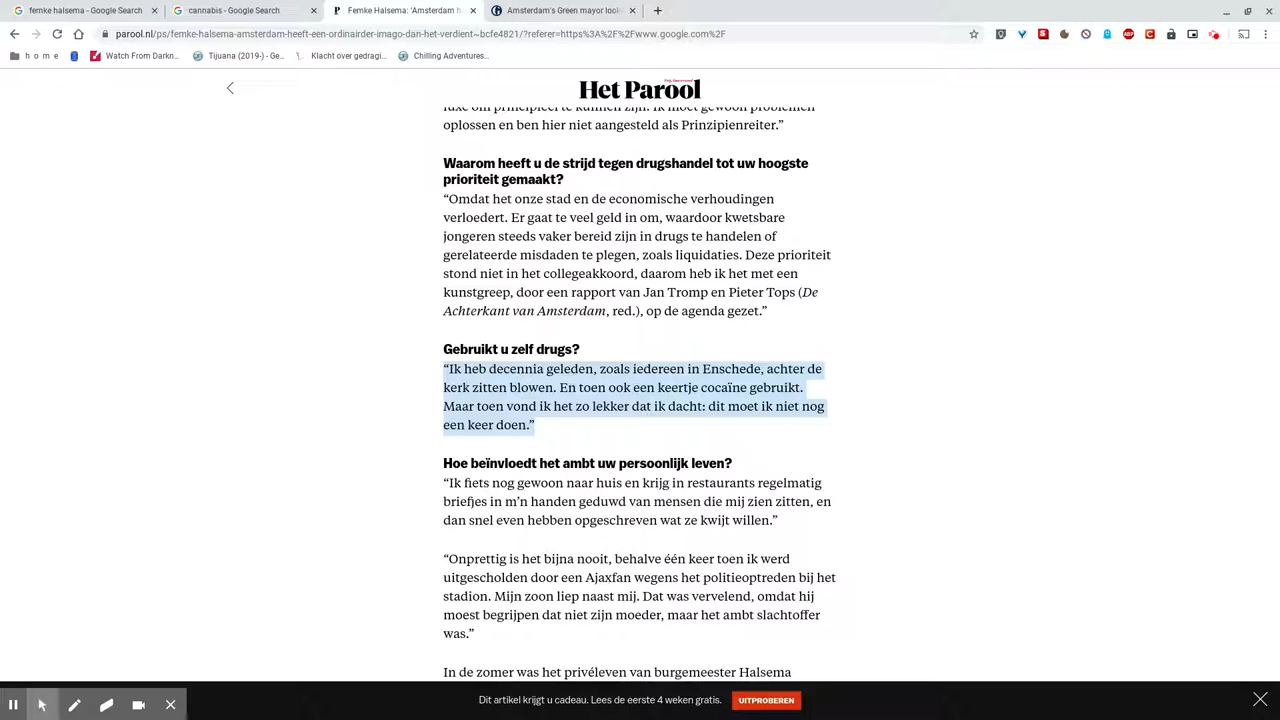 femke halsema - Google Search
cannabis - Google Search
Femke Halsema: 'Amsterdam h
Amsterdam's Green mayor look
parool.nl/ps/femke-halsema-amsterdam-heeft-een-ordinairder-imago-dan-het-verdient~bcfe4821/?referer=https%3A%2F%2Fwww.google.com%2F
h o m e
Watch From Darkn...
Tijuana (2019-) - Ge...
Klacht over gedragi...
Chilling Adventures...
Het Parool
luxe om principieel te kunnen zijn. Ik moet gewoon problemen
oplossen en ben hier niet aangesteld als Prinzipienreiter.”
Waarom heeft u de strijd tegen drugshandel tot uw hoogste
prioriteit gemaakt?
“Omdat het onze stad en de economische verhoudingen
verloedert. Er gaat te veel geld in om, waardoor kwetsbare
jongeren steeds vaker bereid zijn in drugs te handelen of
gerelateerde misdaden te plegen, zoals liquidaties. Deze prioriteit
stond niet in het collegeakkoord, daarom heb ik het met een
kunstgreep, door een rapport van Jan Tromp en Pieter Tops (De
Achterkant van Amsterdam, red.), op de agenda gezet.”
Gebruikt u zelf drugs?
“Ik heb decennia geleden, zoals iedereen in Enschede, achter de
kerk zitten blowen. En toen ook een keertje cocaïne gebruikt.
Maar toen vond ik het zo lekker dat ik dacht: dit moet ik niet nog
een keer doen.”
Hoe beïnvloedt het ambt uw persoonlijk leven?
“Ik fiets nog gewoon naar huis en krijg in restaurants regelmatig
briefjes in m’n handen geduwd van mensen die mij zien zitten, en
dan snel even hebben opgeschreven wat ze kwijt willen.”
“Onprettig is het bijna nooit, behalve één keer toen ik werd
uitgescholden door een Ajaxfan wegens het politieoptreden bij het
stadion. Mijn zoon liep naast mij. Dat was vervelend, omdat hij
moest begrijpen dat niet zijn moeder, maar het ambt slachtoffer
was.”
In de zomer was het privéleven van burgemeester Halsema
Dit artikel krijgt u cadeau. Lees de eerste 4 weken gratis.
UITPROBEREN